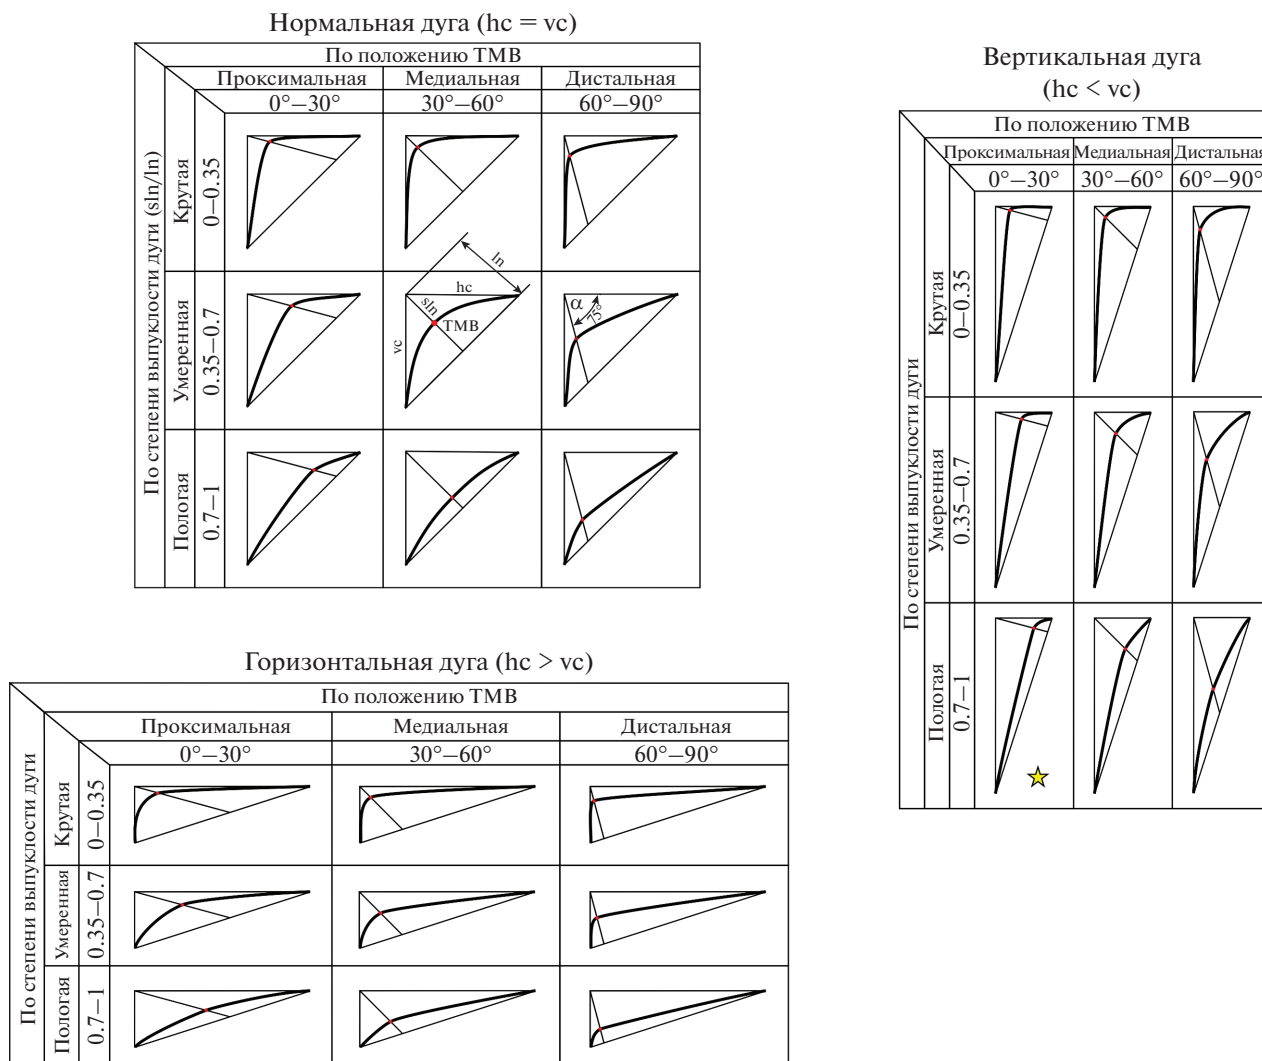 Нормальная дуга (hc = vc)
По положению ТМВ
Проксимальная Медиальная Дистальная
0°–30° 30°–60° 60°–90°
По степени выпуклости дуги (sln/ln)
Крутая
0–0.35
Умеренная
0.35–0.7
Пологая
0.7–1
ln
hc
sln
ТМВ
vc
α
75°
Вертикальная дуга
(hc < vc)
По положению ТМВ
Проксимальная Медиальная Дистальная
0°–30° 30°–60° 60°–90°
По степени выпуклости дуги
Крутая
0–0.35
Умеренная
0.35–0.7
Пологая
0.7–1
Горизонтальная дуга (hc > vc)
По положению ТМВ
Проксимальная Медиальная Дистальная
0°–30° 30°–60° 60°–90°
По степени выпуклости дуги
Крутая
0–0.35
Умеренная
0.35–0.7
Пологая
0.7–1